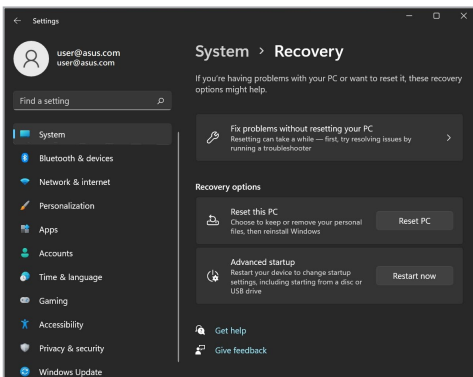 Settings
user@asus.com
user@asus.com
Find a setting
System
Bluetooth & devices
Network & internet
Personalization
Apps
Accounts
Time & language
Gaming
Accessibility
Privacy & security
Windows Update
System › Recovery
If you're having problems with your PC or want to reset it, these recovery
options might help.
Fix problems without resetting your PC
Resetting can take a while — first, try resolving issues by
running a troubleshooter
Recovery options
Reset this PC
Choose to keep or remove your personal
files, then reinstall Windows
Reset PC
Advanced startup
Restart your device to change startup
settings, including starting from a disc or
USB drive
Restart now
Get help
Give feedback